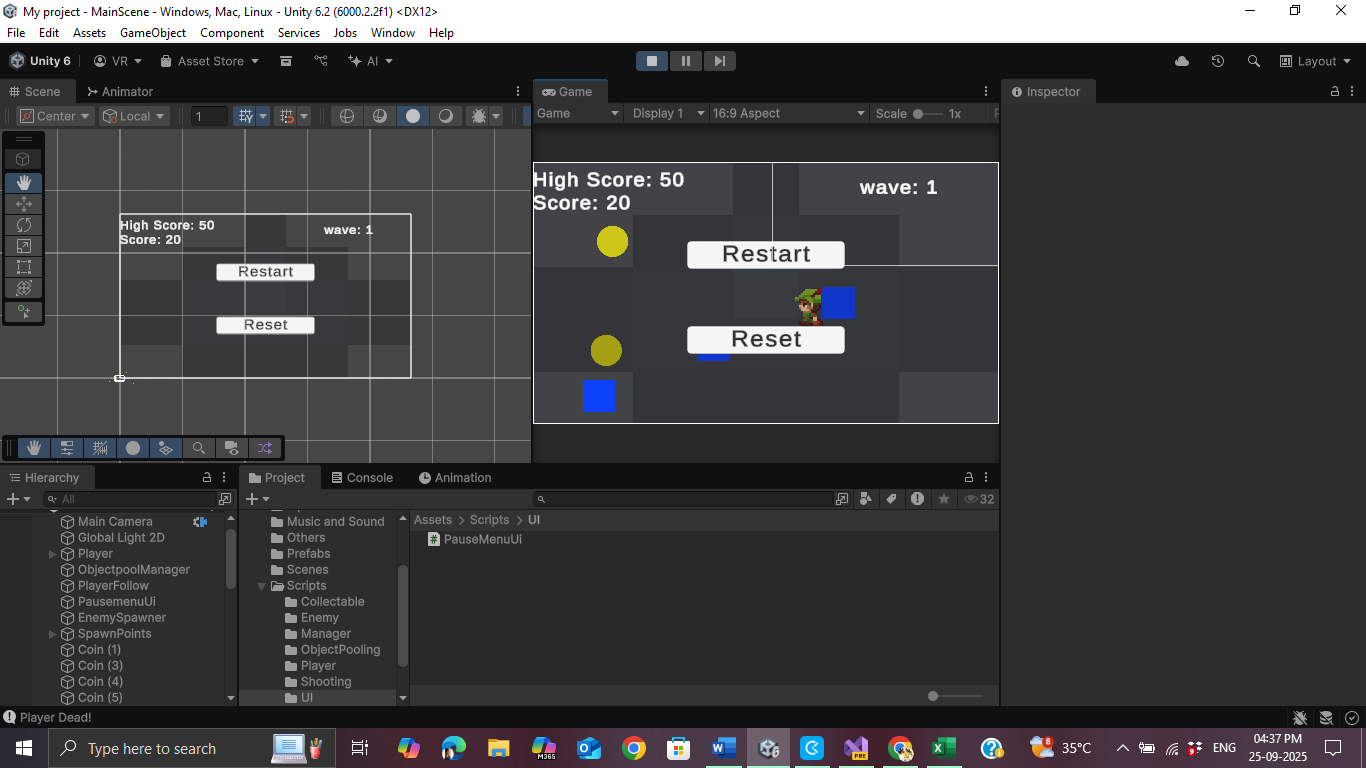 My project - MainScene - Windows, Mac, Linux - Unity 6.2 (6000.2.2f1) <DX12>
File Edit Assets GameObject Component Services Jobs Window Help
Unity 6 VR Asset Store AI Layout
Scene Animator
Center Local 1
High Score: 50
Score: 20
wave: 1
Restart
Reset
Game
Game Display 1 16:9 Aspect Scale 1x
High Score: 50
Score: 20
wave: 1
Restart
Reset
Inspector
Hierarchy
All
Main Camera
Global Light 2D
Player
ObjectpoolManager
PlayerFollow
PausemenuUi
EnemySpawner
SpawnPoints
Coin (1)
Coin (3)
Coin (4)
Coin (5)
Project Console Animation
32
Music and Sound
Others
Prefabs
Scenes
Scripts
Collectable
Enemy
Manager
ObjectPooling
Player
Shooting
UI
Assets > Scripts > UI
PauseMenuUi
Player Dead!
Type here to search
M365
PRE
8
35°C
9
ENG
04:37 PM
25-09-2025